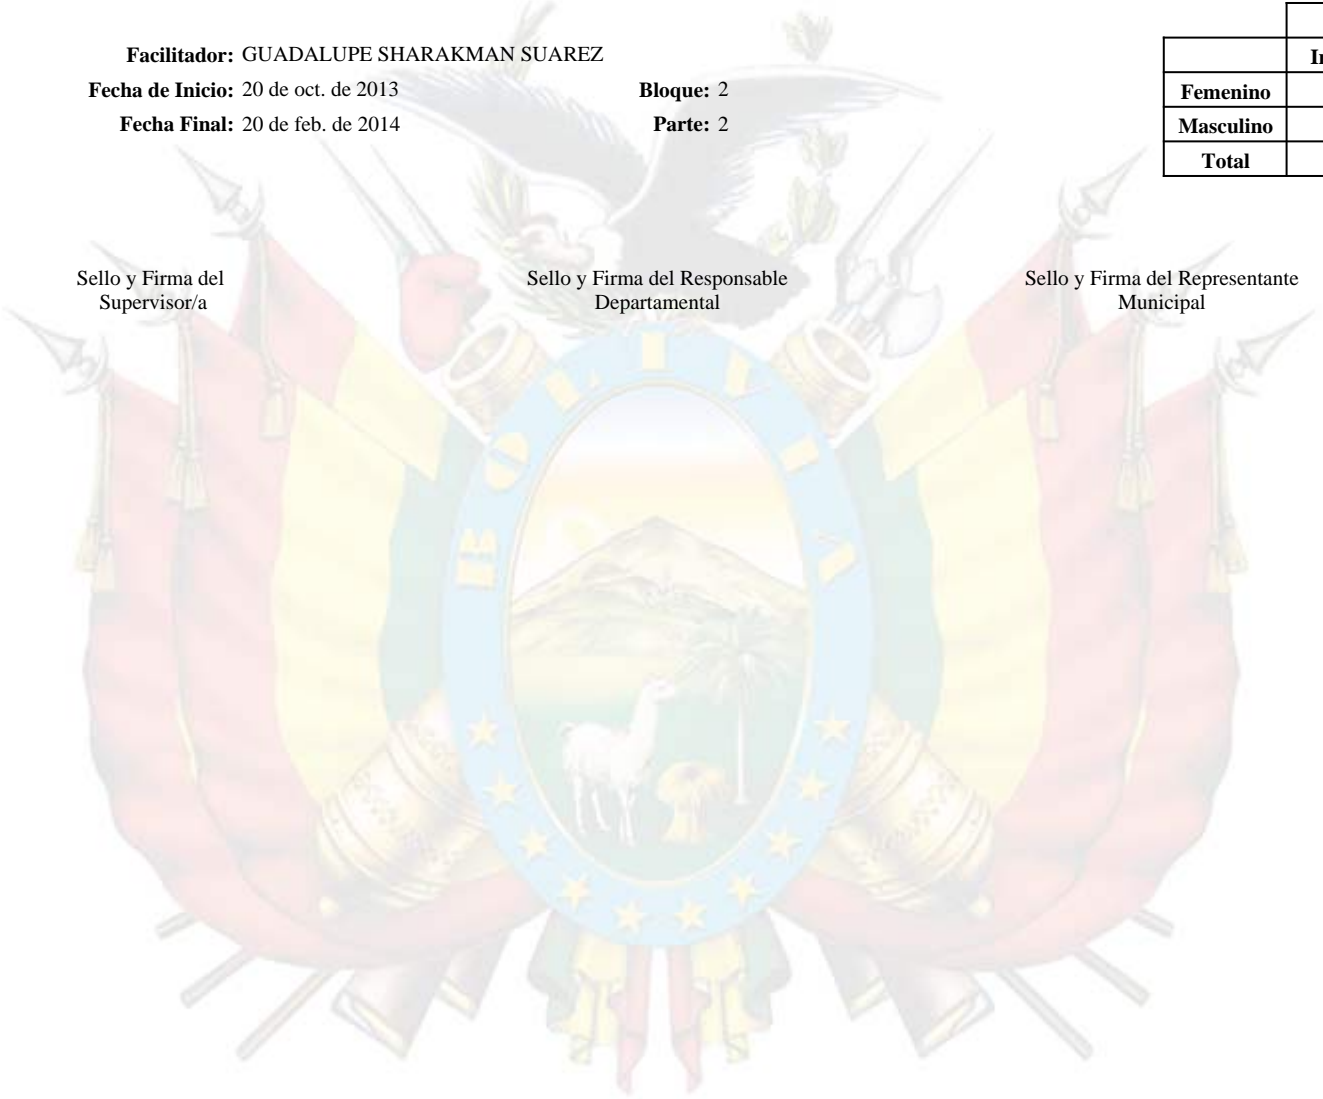 Facilitador: GUADALUPE SHARAKMAN SUAREZ
Fecha de Inicio: 20 de oct. de 2013 Bloque: 2
Fecha Final: 20 de feb. de 2014 Parte: 2
Femenino
Masculino
Total
Sello y Firma del
Supervisor/a
Sello y Firma del Responsable
Departamental
Sello y Firma del Representante
Municipal
BOLIVIA